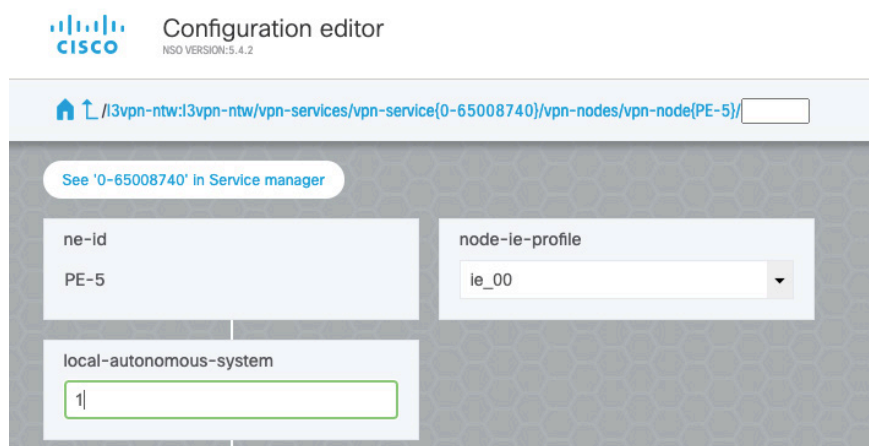 CISCO
Configuration editor
NSO VERSION:5.4.2
/l3vpn-ntw:l3vpn-ntw/vpn-services/vpn-service{0-65008740}/vpn-nodes/vpn-node{PE-5}/
See '0-65008740' in Service manager
ne-id
PE-5
node-ie-profile
ie_00
local-autonomous-system
1